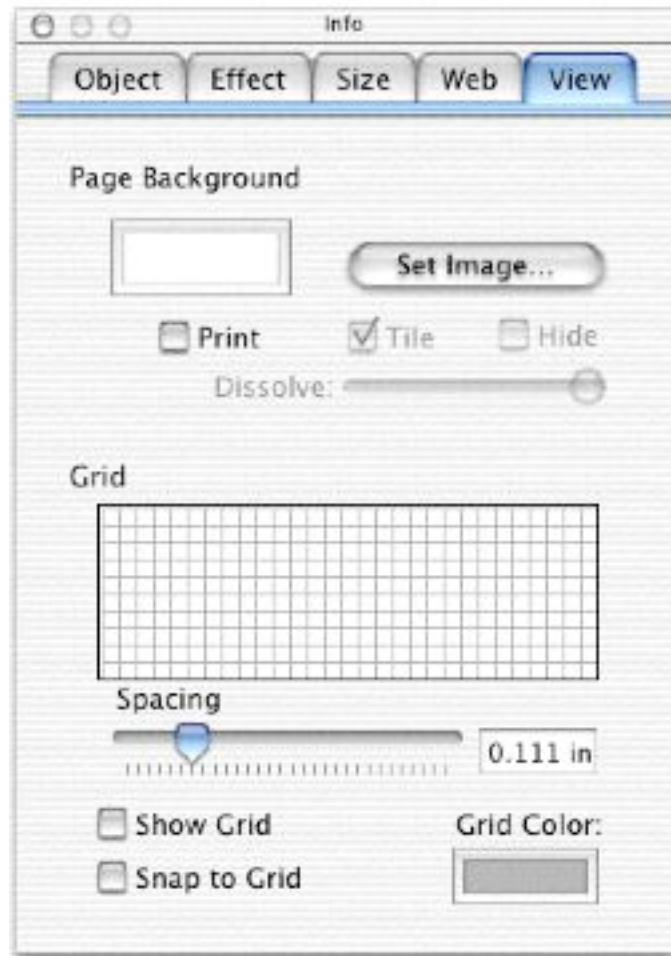 Info
Object Effect Size Web View
Page Background
Set Image...
Print Tile Hide
Dissolve:
Grid
Spacing
0.111 in
Show Grid Grid Color:
Snap to Grid